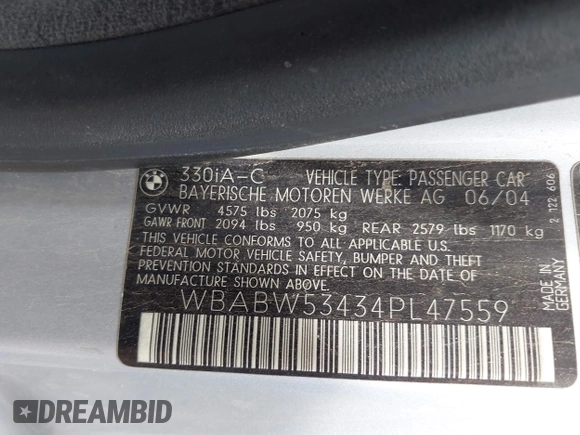 330iA-C VEHICLE TYPE: PASSENGER CAR
BAYERISCHE MOTOREN WERKE AG 06/04
GVWR 4575 lbs 2075 kg
GAWR FRONT 2094 lbs 950 kg REAR 2579 lbs 1170 kg
THIS VEHICLE CONFORMS TO ALL APPLICABLE U.S.
FEDERAL MOTOR VEHICLE SAFETY, BUMPER AND THEFT
PREVENTION STANDARDS IN EFFECT ON THE DATE OF
MANUFACTURE SHOWN ABOVE:
WBABW53434PL47559
MADE IN
GERMANY
2 122 606
DREAMBID